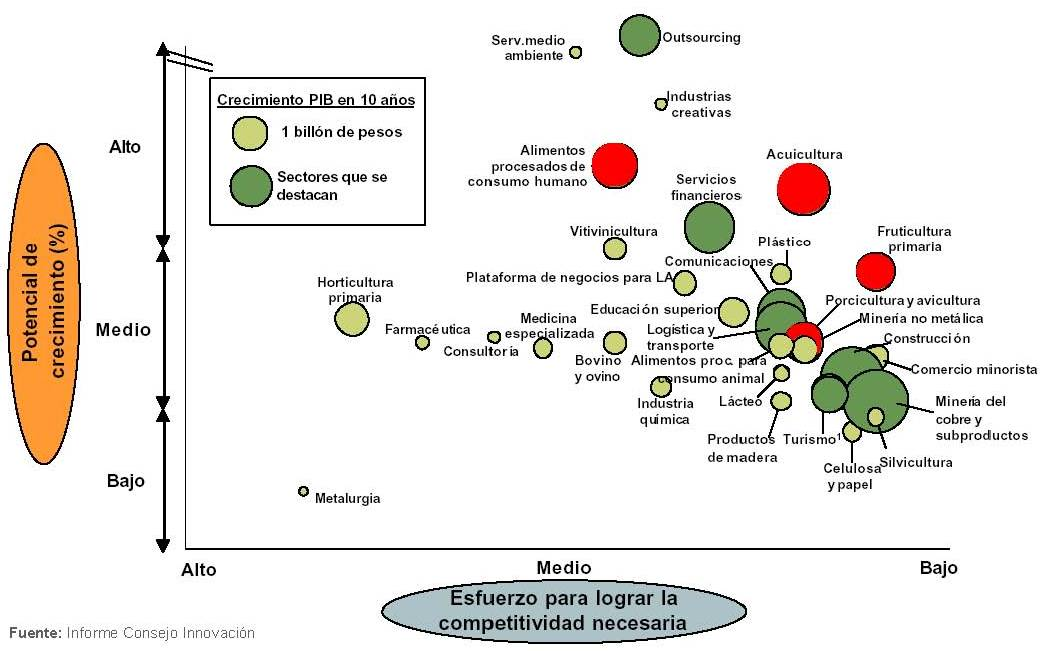 Serv.medio
ambiente
Outsourcing
Crecimiento PIB en 10 años
1 billón de pesos
Sectores que se
destacan
Industrias
creativas
Alto
Alimentos
procesados de
consumo humano
Acuicultura
Servicios
financieros
Vitivinicultura
Fruticultura
primaria
Plástico
Comunicaciones
Plataforma de negocios para LA
Horticultura
primaria
Educación superior
Porcicultura y avicultura
Minería no metálica
Potencial de
crecimiento (%)
Medio
Farmacéutica
Medicina
especializada
Consultoría
Logística y
transporte
Construcción
Bovino
y ovino
Alimentos proc. para
consumo animal
Comercio minorista
Lácteo
Industria
química
Minería del
cobre y
subproductos
Productos
de madera
Turismo¹
Celulosa
y papel
Silvicultura
Bajo
Metalurgia
Alto
Medio
Bajo
Esfuerzo para lograr la
competitividad necesaria
Fuente: Informe Consejo Innovación